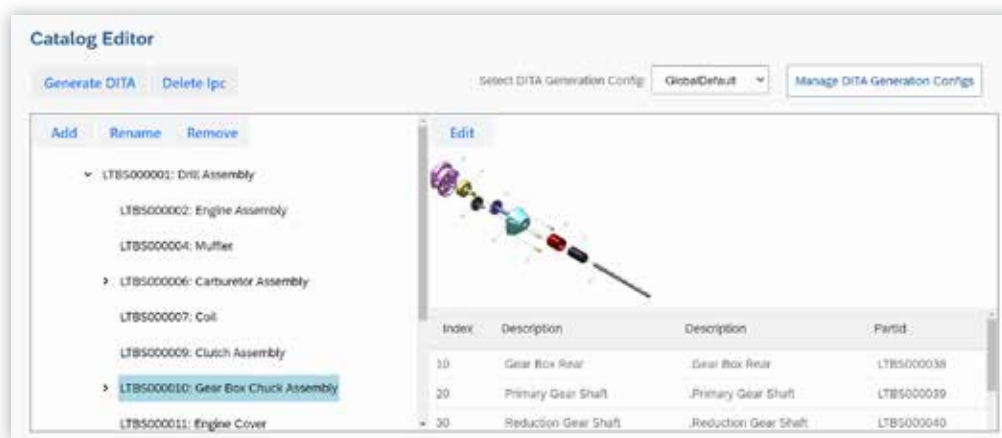 Catalog Editor
Generate DITA Delete Ipc Select DITA Generation Config: GlobalDefault Manage DITA Generation Configs
Add Rename Remove Edit
LTBS000001: Drill Assembly
LTBS000002: Engine Assembly
LTBS000004: Muffler
LTBS000006: Carburetor Assembly
LTBS000007: Coil
LTBS000009: Clutch Assembly
LTBS000010: Gear Box Chuck Assembly
LTBS000011: Engine Cover
Index Description Description PartId
10 Gear Box Rear .Gear Box Rear LTBS000038
20 Primary Gear Shaft .Primary Gear Shaft LTBS000039
30 Reduction Gear Shaft .Reduction Gear Shaft LTBS000040